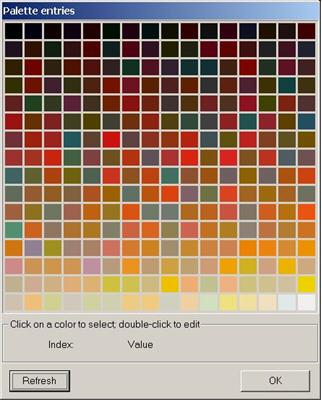 Palette entries
Click on a color to select; double-click to edit
Index: Value
Refresh OK